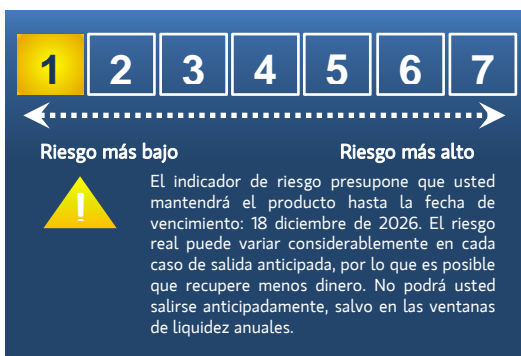 1 2 3 4 5 6 7
Riesgo más bajo Riesgo más alto
!
El indicador de riesgo presupone que usted
mantendrá el producto hasta la fecha de
vencimiento: 18 diciembre de 2026. El riesgo
real puede variar considerablemente en cada
caso de salida anticipada, por lo que es posible
que recupere menos dinero. No podrá usted
salirse anticipadamente, salvo en las ventanas
de liquidez anuales.